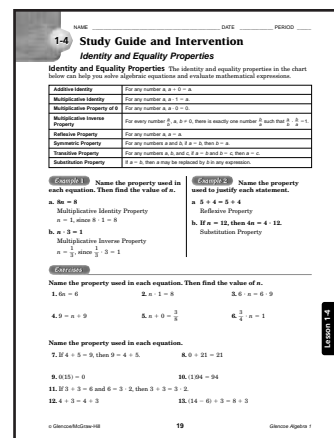 NAME DATE PERIOD
1-4 Study Guide and Intervention
Identity and Equality Properties
Identity and Equality Properties The identity and equality properties in the chart
below can help you solve algebraic equations and evaluate mathematical expressions.
Additive Identity For any number a, a + 0 = a.
Multiplicative Identity For any number a, a · 1 = a.
Multiplicative Property of 0 For any number a, a · 0 = 0.
Multiplicative Inverse Property For every number a/b, a, b ≠ 0, there is exactly one number b/a such that a/b · b/a = 1.
Reflexive Property For any number a, a = a.
Symmetric Property For any numbers a and b, if a = b, then b = a.
Transitive Property For any numbers a, b, and c, if a = b and b = c, then a = c.
Substitution Property If a = b, then a may be replaced by b in any expression.
Example 1 Name the property used in
each equation. Then find the value of n.
a. 8n = 8
Multiplicative Identity Property
n = 1, since 8 · 1 = 8
b. n · 3 = 1
Multiplicative Inverse Property
n = 1/3, since 1/3 · 3 = 1
Example 2 Name the property
used to justify each statement.
a 5 + 4 = 5 + 4
Reflexive Property
b. If n = 12, then 4n = 4 · 12.
Substitution Property
Exercises
Name the property used in each equation. Then find the value of n.
1. 6n = 6 2. n · 1 = 8 3. 6 · n = 6 · 9
4. 9 = n + 9 5. n + 0 = 3/8 6. 3/4 · n = 1
Name the property used in each equation.
7. If 4 + 5 = 9, then 9 = 4 + 5. 8. 0 + 21 = 21
9. 0(15) = 0 10. (1)94 = 94
11. If 3 + 3 = 6 and 6 = 3 · 2, then 3 + 3 = 3 · 2.
12. 4 + 3 = 4 + 3 13. (14 − 6) + 3 = 8 + 3
Lesson 1-4
© Glencoe/McGraw-Hill 19 Glencoe Algebra 1